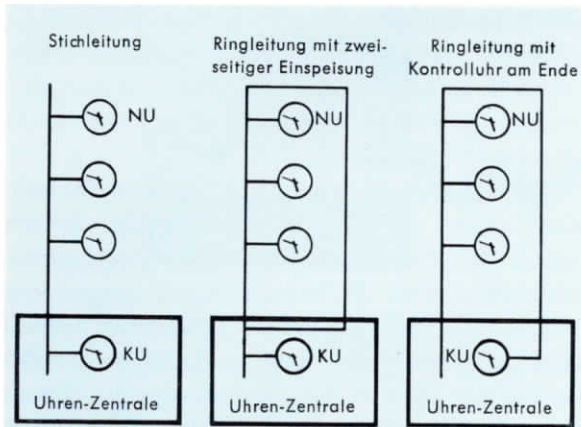 Stichleitung
NU
KU
Uhren-Zentrale
Ringleitung mit zwei-
seitiger Einspeisung
NU
KU
Uhren-Zentrale
Ringleitung mit
Kontrolluhr am Ende
NU
KU
Uhren-Zentrale